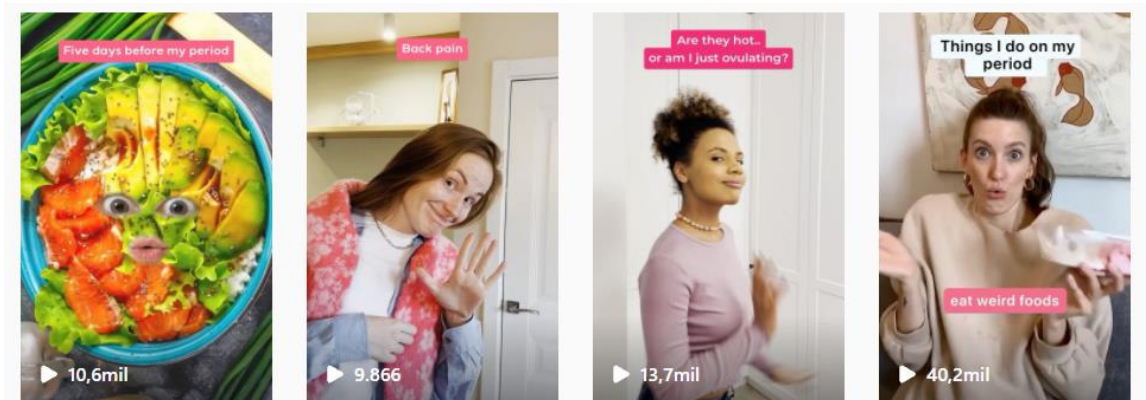 Five days before my period
10,6mil
Back pain
9.866
Are they hot..
or am I just ovulating?
13,7mil
Things I do on my
period
eat weird foods
40,2mil